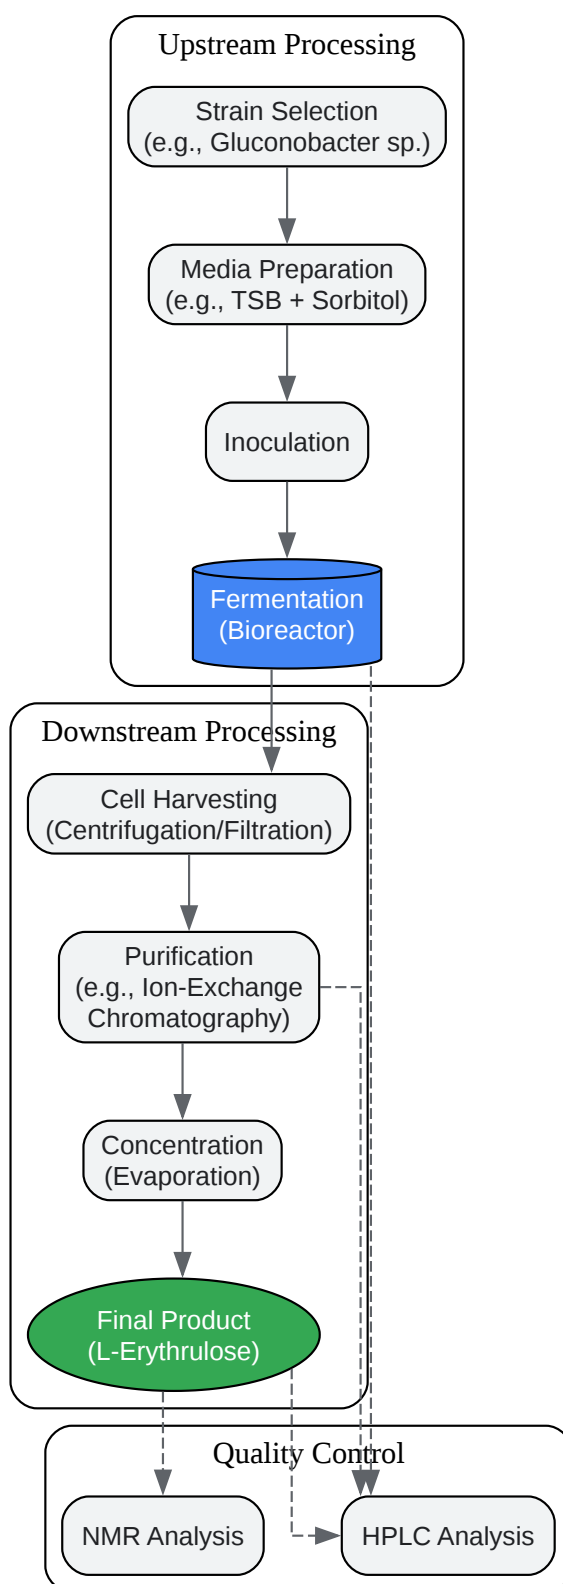 Upstream Processing
Strain Selection
(e.g., Gluconobacter sp.)
Media Preparation
(e.g., TSB + Sorbitol)
Inoculation
Fermentation
(Bioreactor)
Downstream Processing
Cell Harvesting
(Centrifugation/Filtration)
Purification
(e.g., Ion-Exchange
Chromatography)
Concentration
(Evaporation)
Final Product
(L-Erythrulose)
Quality Control
NMR Analysis
HPLC Analysis